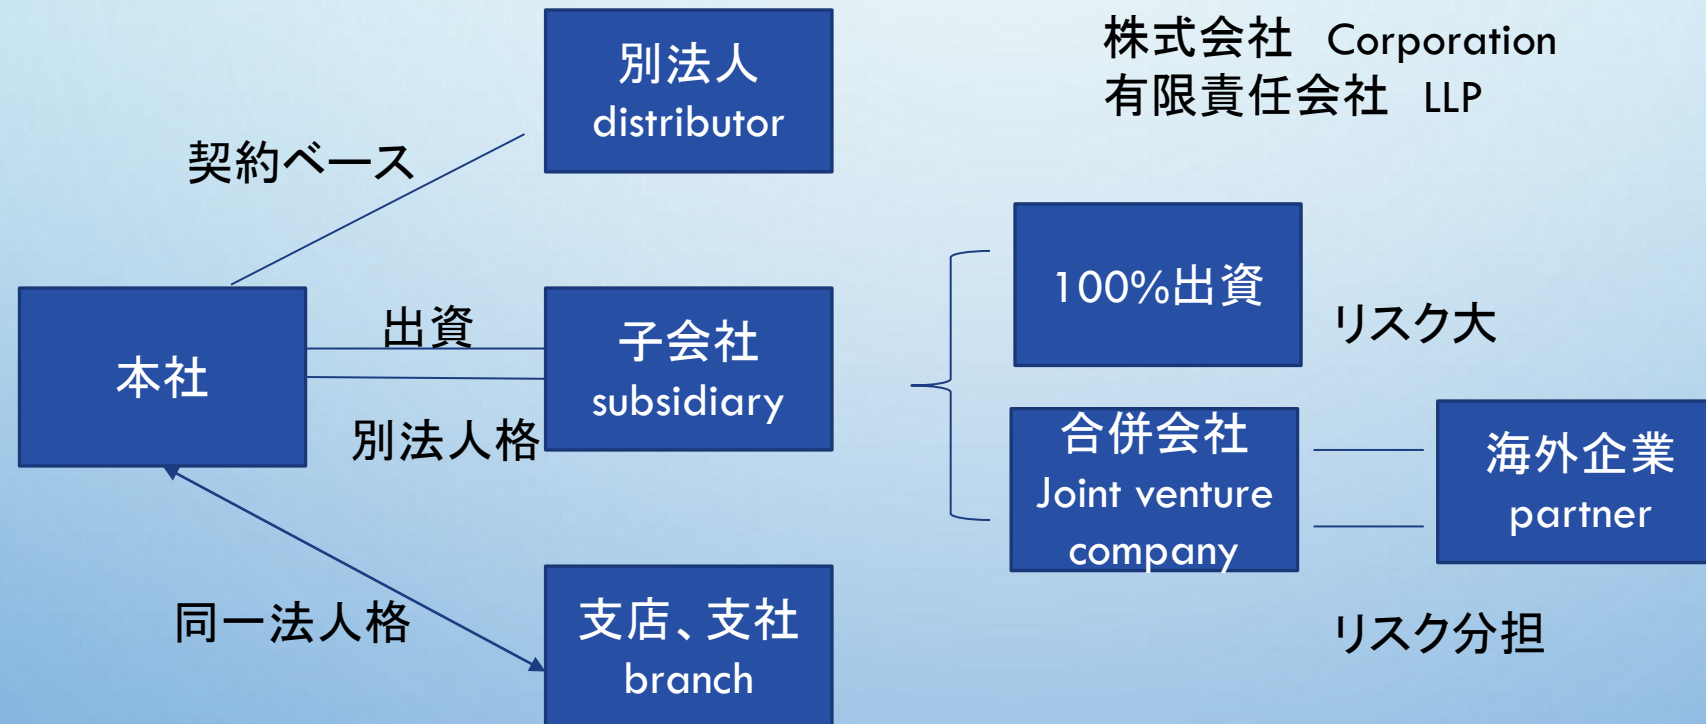 別法人
distributor
株式会社　Corporation
有限責任会社　LLP
契約ベース
本社
出資
別法人格
子会社
subsidiary
100%出資
リスク大
合併会社
Joint venture
company
海外企業
partner
同一法人格
支店、支社
branch
リスク分担